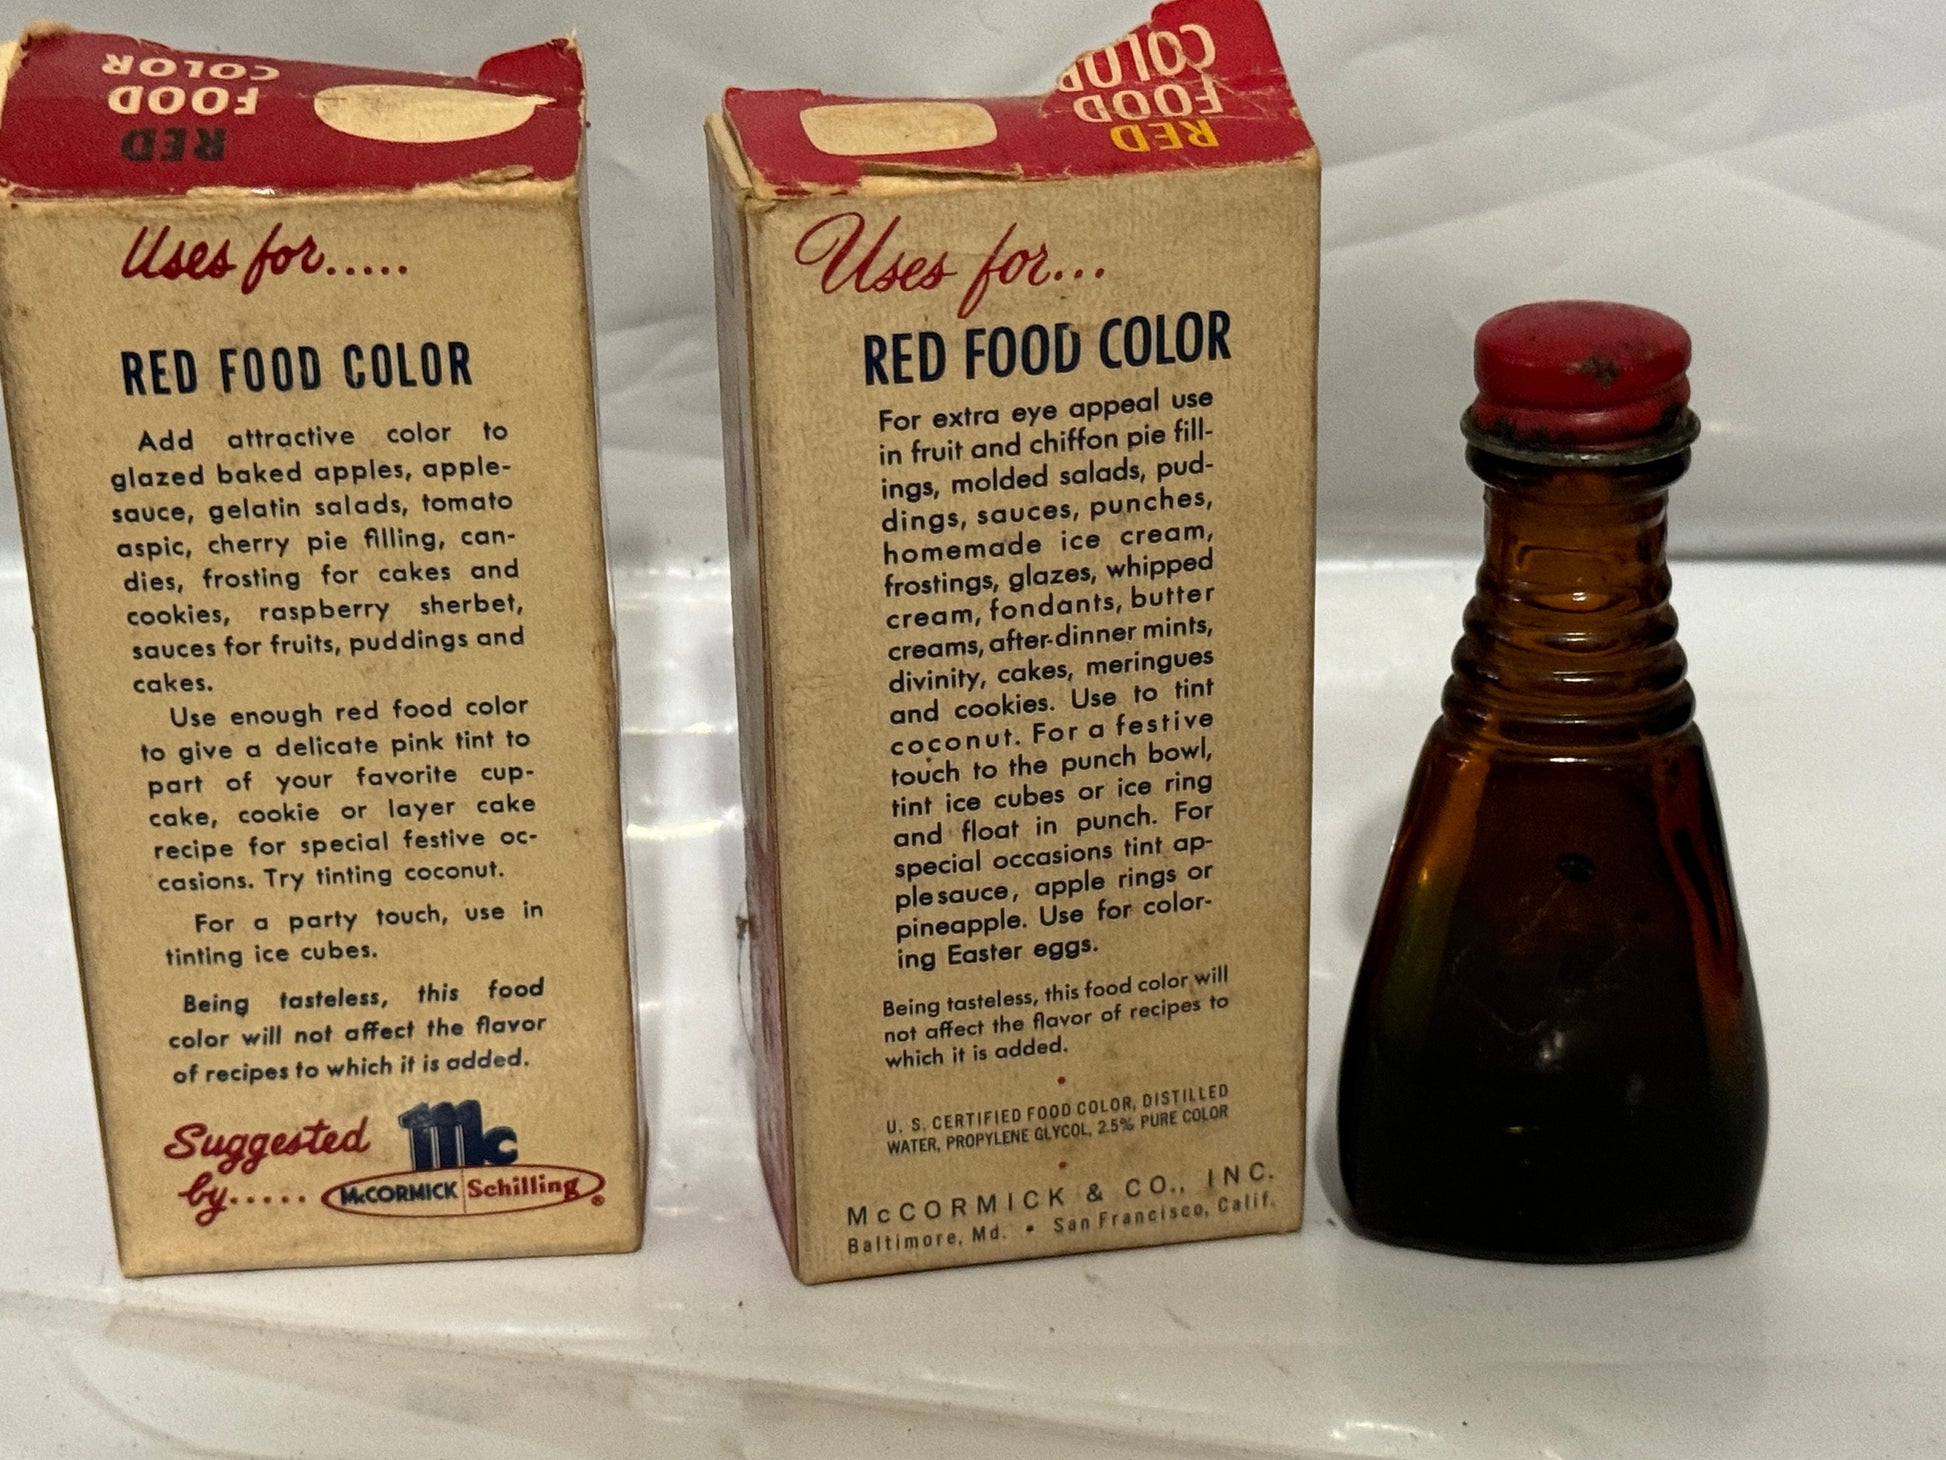 RED
FOOD
COLOR
Uses for.....
RED FOOD COLOR
Add attractive color to
glazed baked apples, apple-
sauce, gelatin salads, tomato
aspic, cherry pie filling, can-
dies, frosting for cakes and
cookies, raspberry sherbet,
sauces for fruits, puddings and
cakes.
Use enough red food color
to give a delicate pink tint to
part of your favorite cup-
cake, cookie or layer cake
recipe for special festive oc-
casions. Try tinting coconut.
For a party touch, use in
tinting ice cubes.
Being tasteless, this food
color will not affect the flavor
of recipes to which it is added.
Suggested
by.....
Mc
McCORMICK Schilling®
RED
FOOD
COLOR
Uses for...
RED FOOD COLOR
For extra eye appeal use
in fruit and chiffon pie fill-
ings, molded salads, pud-
dings, sauces, punches,
homemade ice cream,
frostings, glazes, whipped
cream, fondants, butter
creams, after-dinner mints,
divinity, cakes, meringues
and cookies. Use to tint
coconut. For a festive
touch to the punch bowl,
tint ice cubes or ice ring
and float in punch. For
special occasions tint ap-
plesauce, apple rings or
pineapple. Use for color-
ing Easter eggs.
Being tasteless, this food color will
not affect the flavor of recipes to
which it is added.
•
U. S. CERTIFIED FOOD COLOR, DISTILLED
WATER, PROPYLENE GLYCOL, 2.5% PURE COLOR
•
McCORMICK & CO., INC.
Baltimore, Md. • San Francisco, Calif.